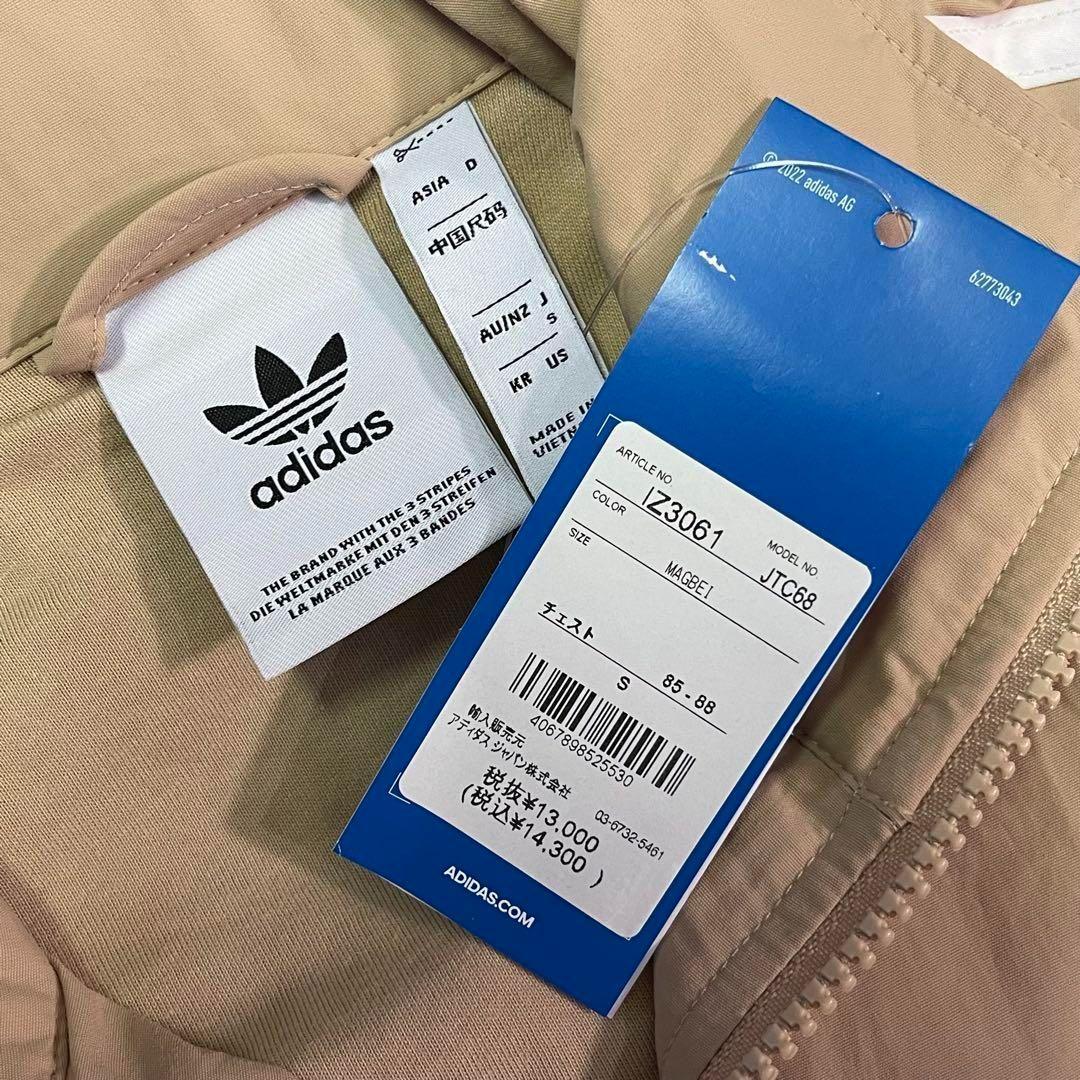 adidas
THE BRAND WITH THE 3 STRIPES
DIE WELTMARKE MIT DEN 3 STREIFEN
LA MARQUE AUX 3 BANDES
ASIA D
中国尺码
AU/NZ J
S
KR US
MADE IN
© 2022 adidas AG
62773043
ARTICLE NO
IZ3061
MODEL NO.
JTC68
COLOR
MAGBEI
SIZE
チェスト
S
85-88
4067898525530
輸入販売元
アディダス ジャパン株式会社
03-6732-5461
税抜¥13,000
(税込¥14,300 )
ADIDAS.COM